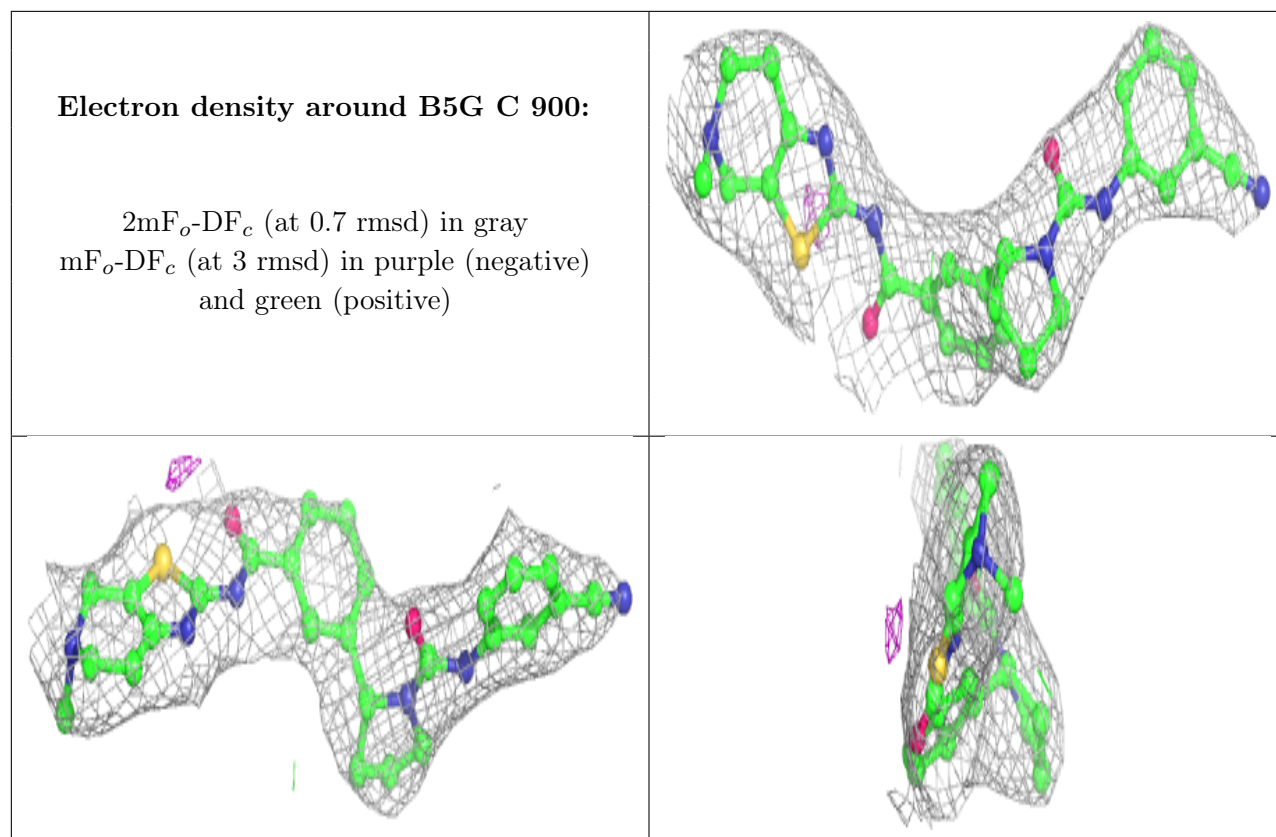 Electron density around B5G C 900:
2mFₒ-DF𝒸 (at 0.7 rmsd) in gray
mFₒ-DF𝒸 (at 3 rmsd) in purple (negative)
and green (positive)